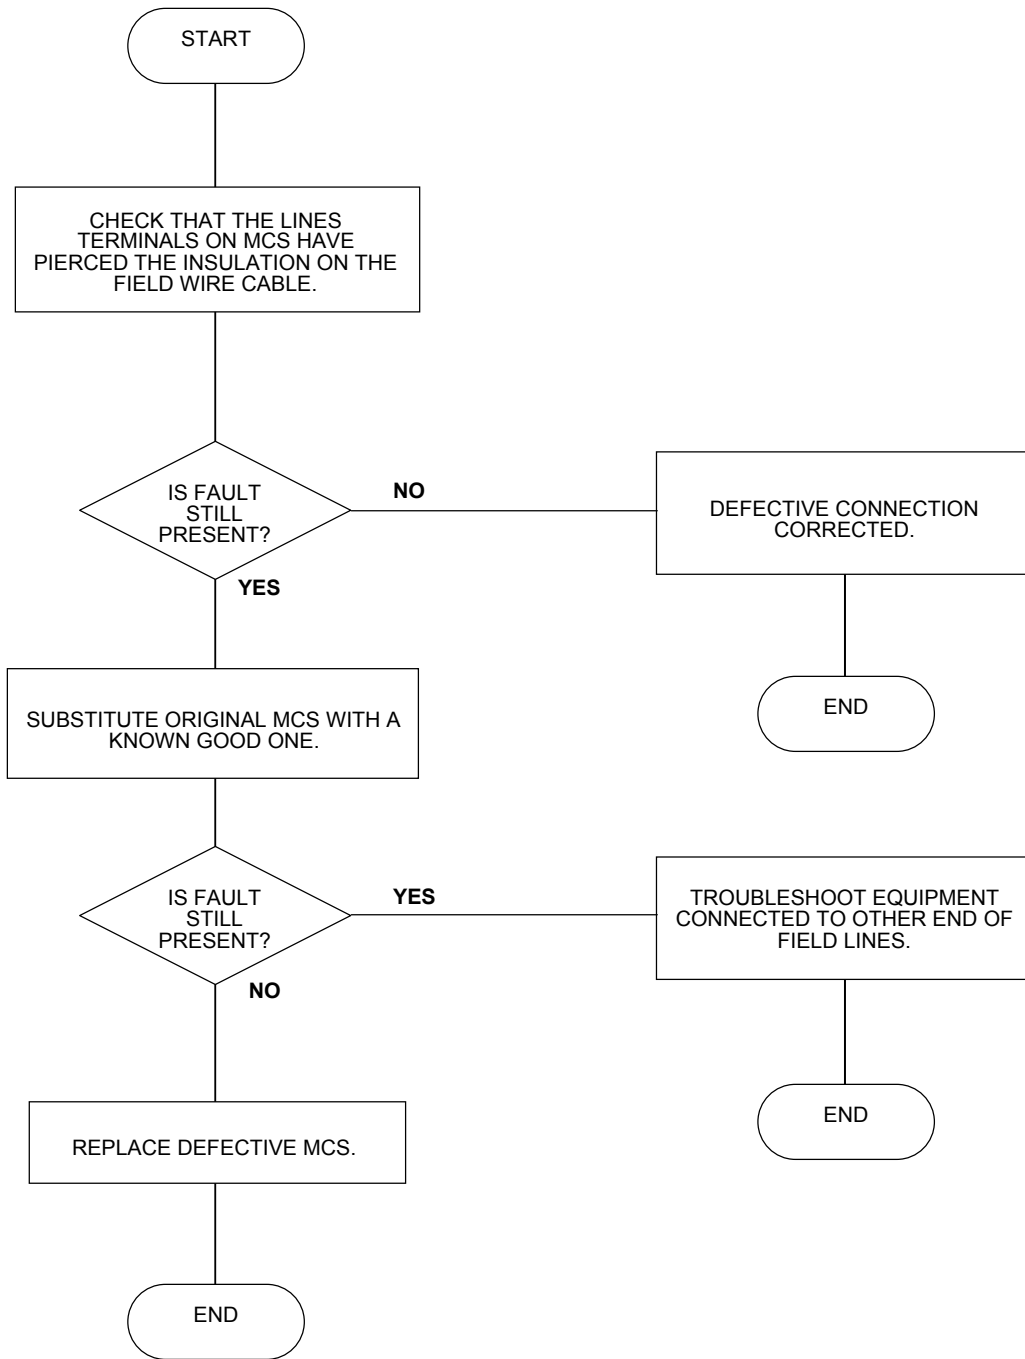 START
CHECK THAT THE LINES
TERMINALS ON MCS HAVE
PIERCED THE INSULATION ON THE
FIELD WIRE CABLE.
IS FAULT
STILL
PRESENT?
NO
DEFECTIVE CONNECTION
CORRECTED.
YES
END
SUBSTITUTE ORIGINAL MCS WITH A
KNOWN GOOD ONE.
IS FAULT
STILL
PRESENT?
YES
TROUBLESHOOT EQUIPMENT
CONNECTED TO OTHER END OF
FIELD LINES.
NO
END
REPLACE DEFECTIVE MCS.
END